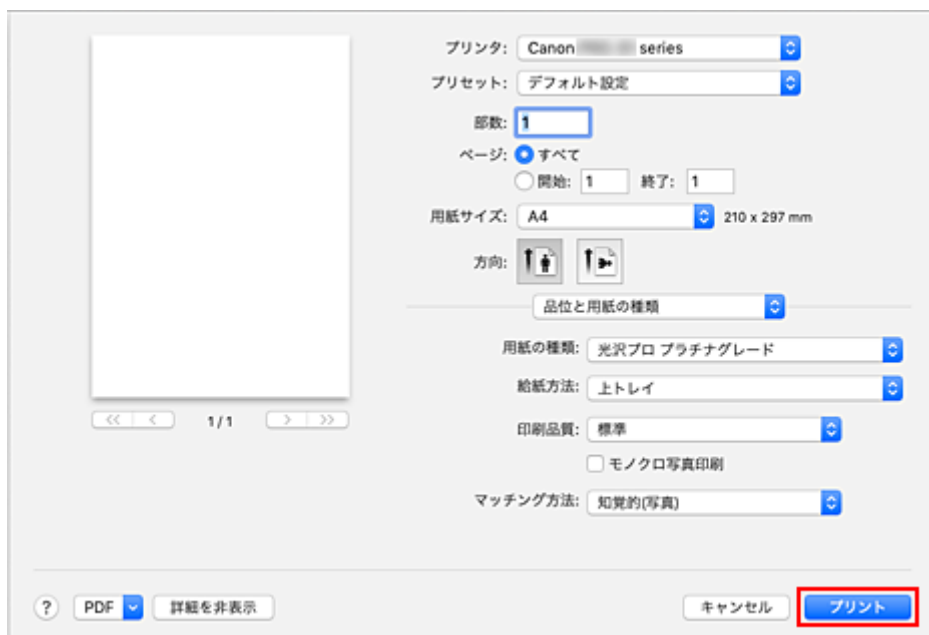 プリンタ: Canon series
プリセット: デフォルト設定
部数: 1
ページ: すべて
開始: 1 終了: 1
用紙サイズ: A4 210 x 297 mm
方向:
品位と用紙の種類
用紙の種類: 光沢プロ プラチナグレード
給紙方法: 上トレイ
<< < 1/1 > >>
印刷品質: 標準
モノクロ写真印刷
マッチング方法: 知覚的(写真)
? PDF 詳細を非表示 キャンセル プリント